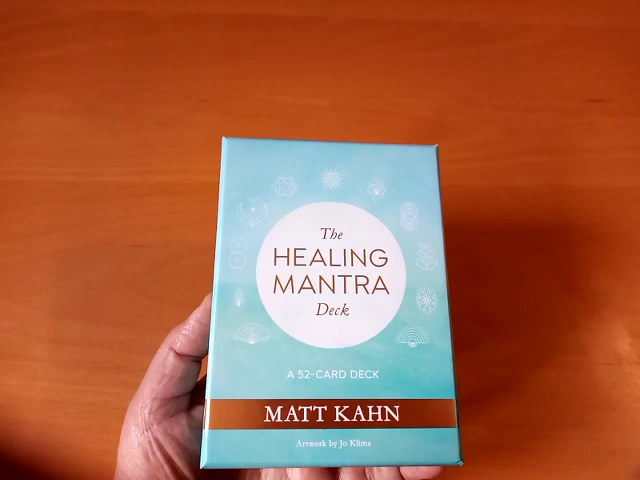 The
HEALING
MANTRA
Deck
A 52-CARD DECK
MATT KAHN
Artwork by Jo Klima